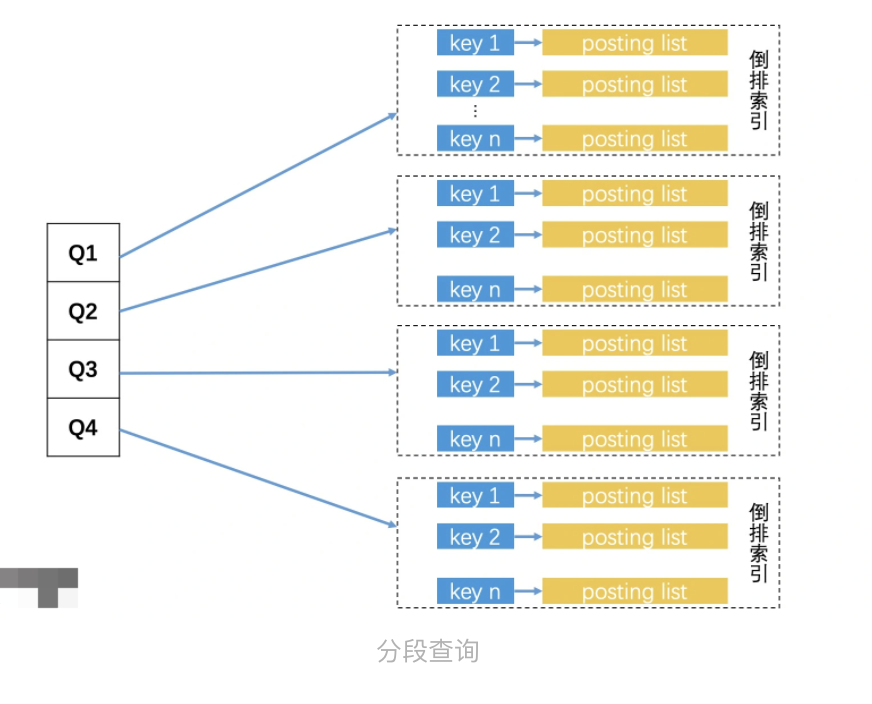 key 1 posting list
key 2 posting list
⋮
key n posting list
倒排索引
key 1 posting list
key 2 posting list
key n posting list
倒排索引
Q1
Q2
Q3
Q4
key 1 posting list
key 2 posting list
key n posting list
倒排索引
key 1 posting list
key 2 posting list
key n posting list
倒排索引
分段查询